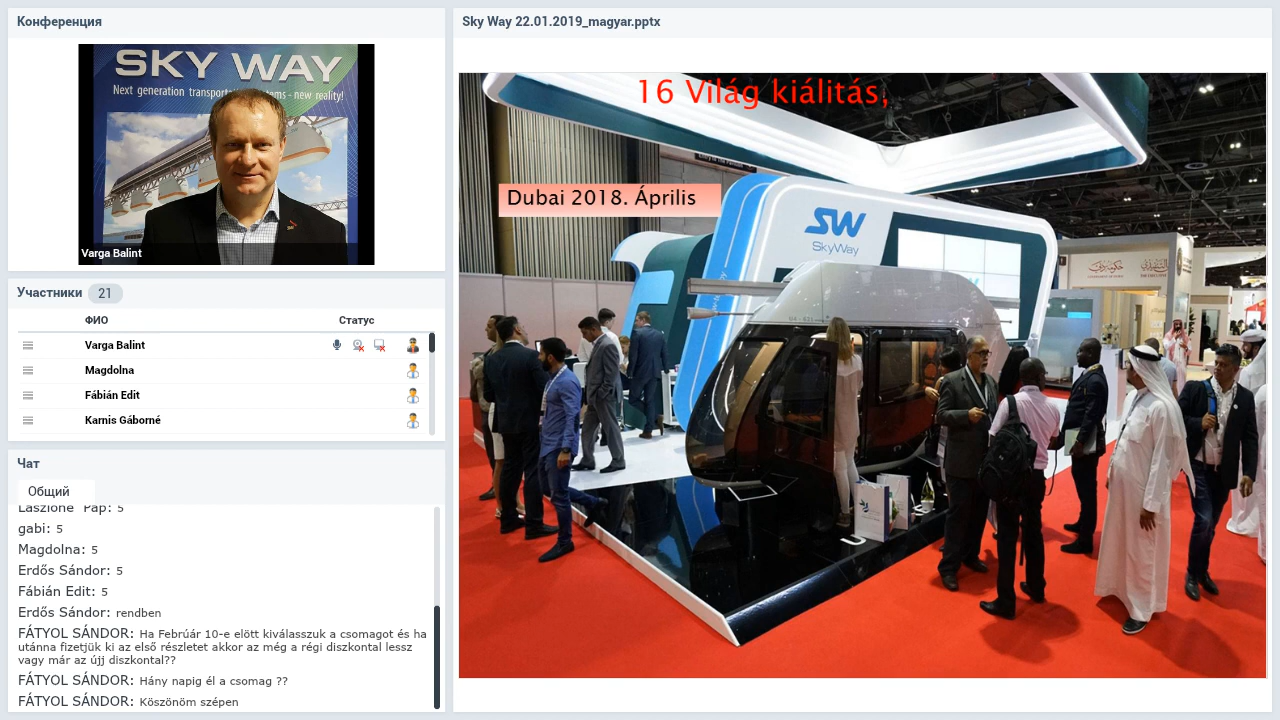 Конференция
SKY WAY
Next generation
- new reality!
Varga Balint
Участники 21
ФИО Статус
Varga Balint
Magdolna
Fábián Edit
Karnis Gáborné
Чат
Общий
Lászlóné Pap: 5
gabi: 5
Magdolna: 5
Erdős Sándor: 5
Fábián Edit: 5
Erdős Sándor: rendben
FÁTYOL SÁNDOR: Ha Február 10-e elött kiválasszuk a csomagot és ha
utánna fizetjük ki az első részletet akkor az még a régi diszkontal lessz
vagy már az újj diszkontal??
FÁTYOL SÁNDOR: Hány napig él a csomag ??
FÁTYOL SÁNDOR: Köszönöm szépen
Sky Way 22.01.2019_magyar.pptx
16 Világ kiálitás,
Dubai 2018. Április
SW
SkyWay